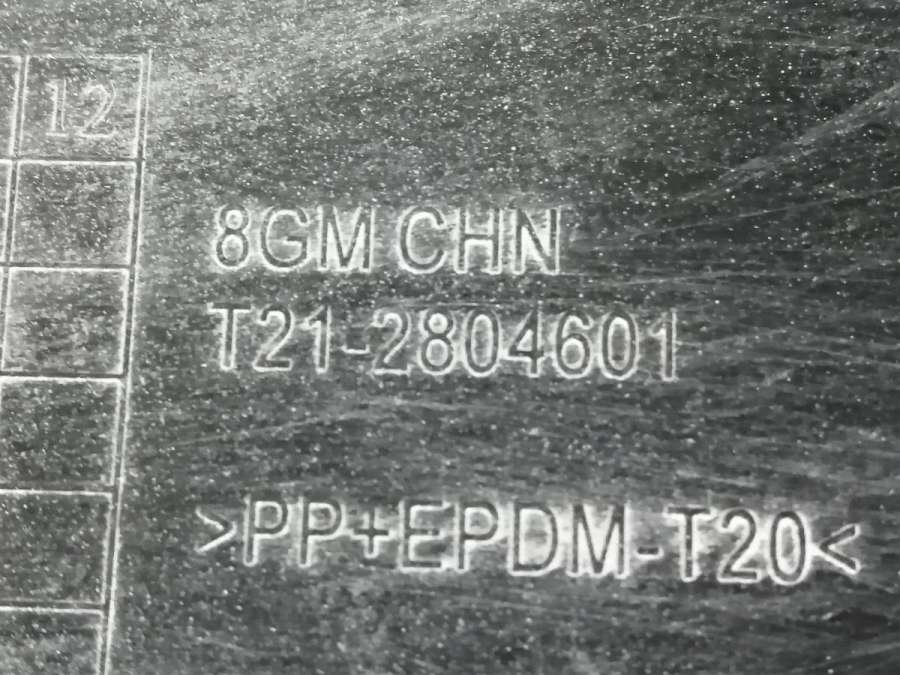 12
8GM CHN
T21-2804601
>PP+EPDM-T20<